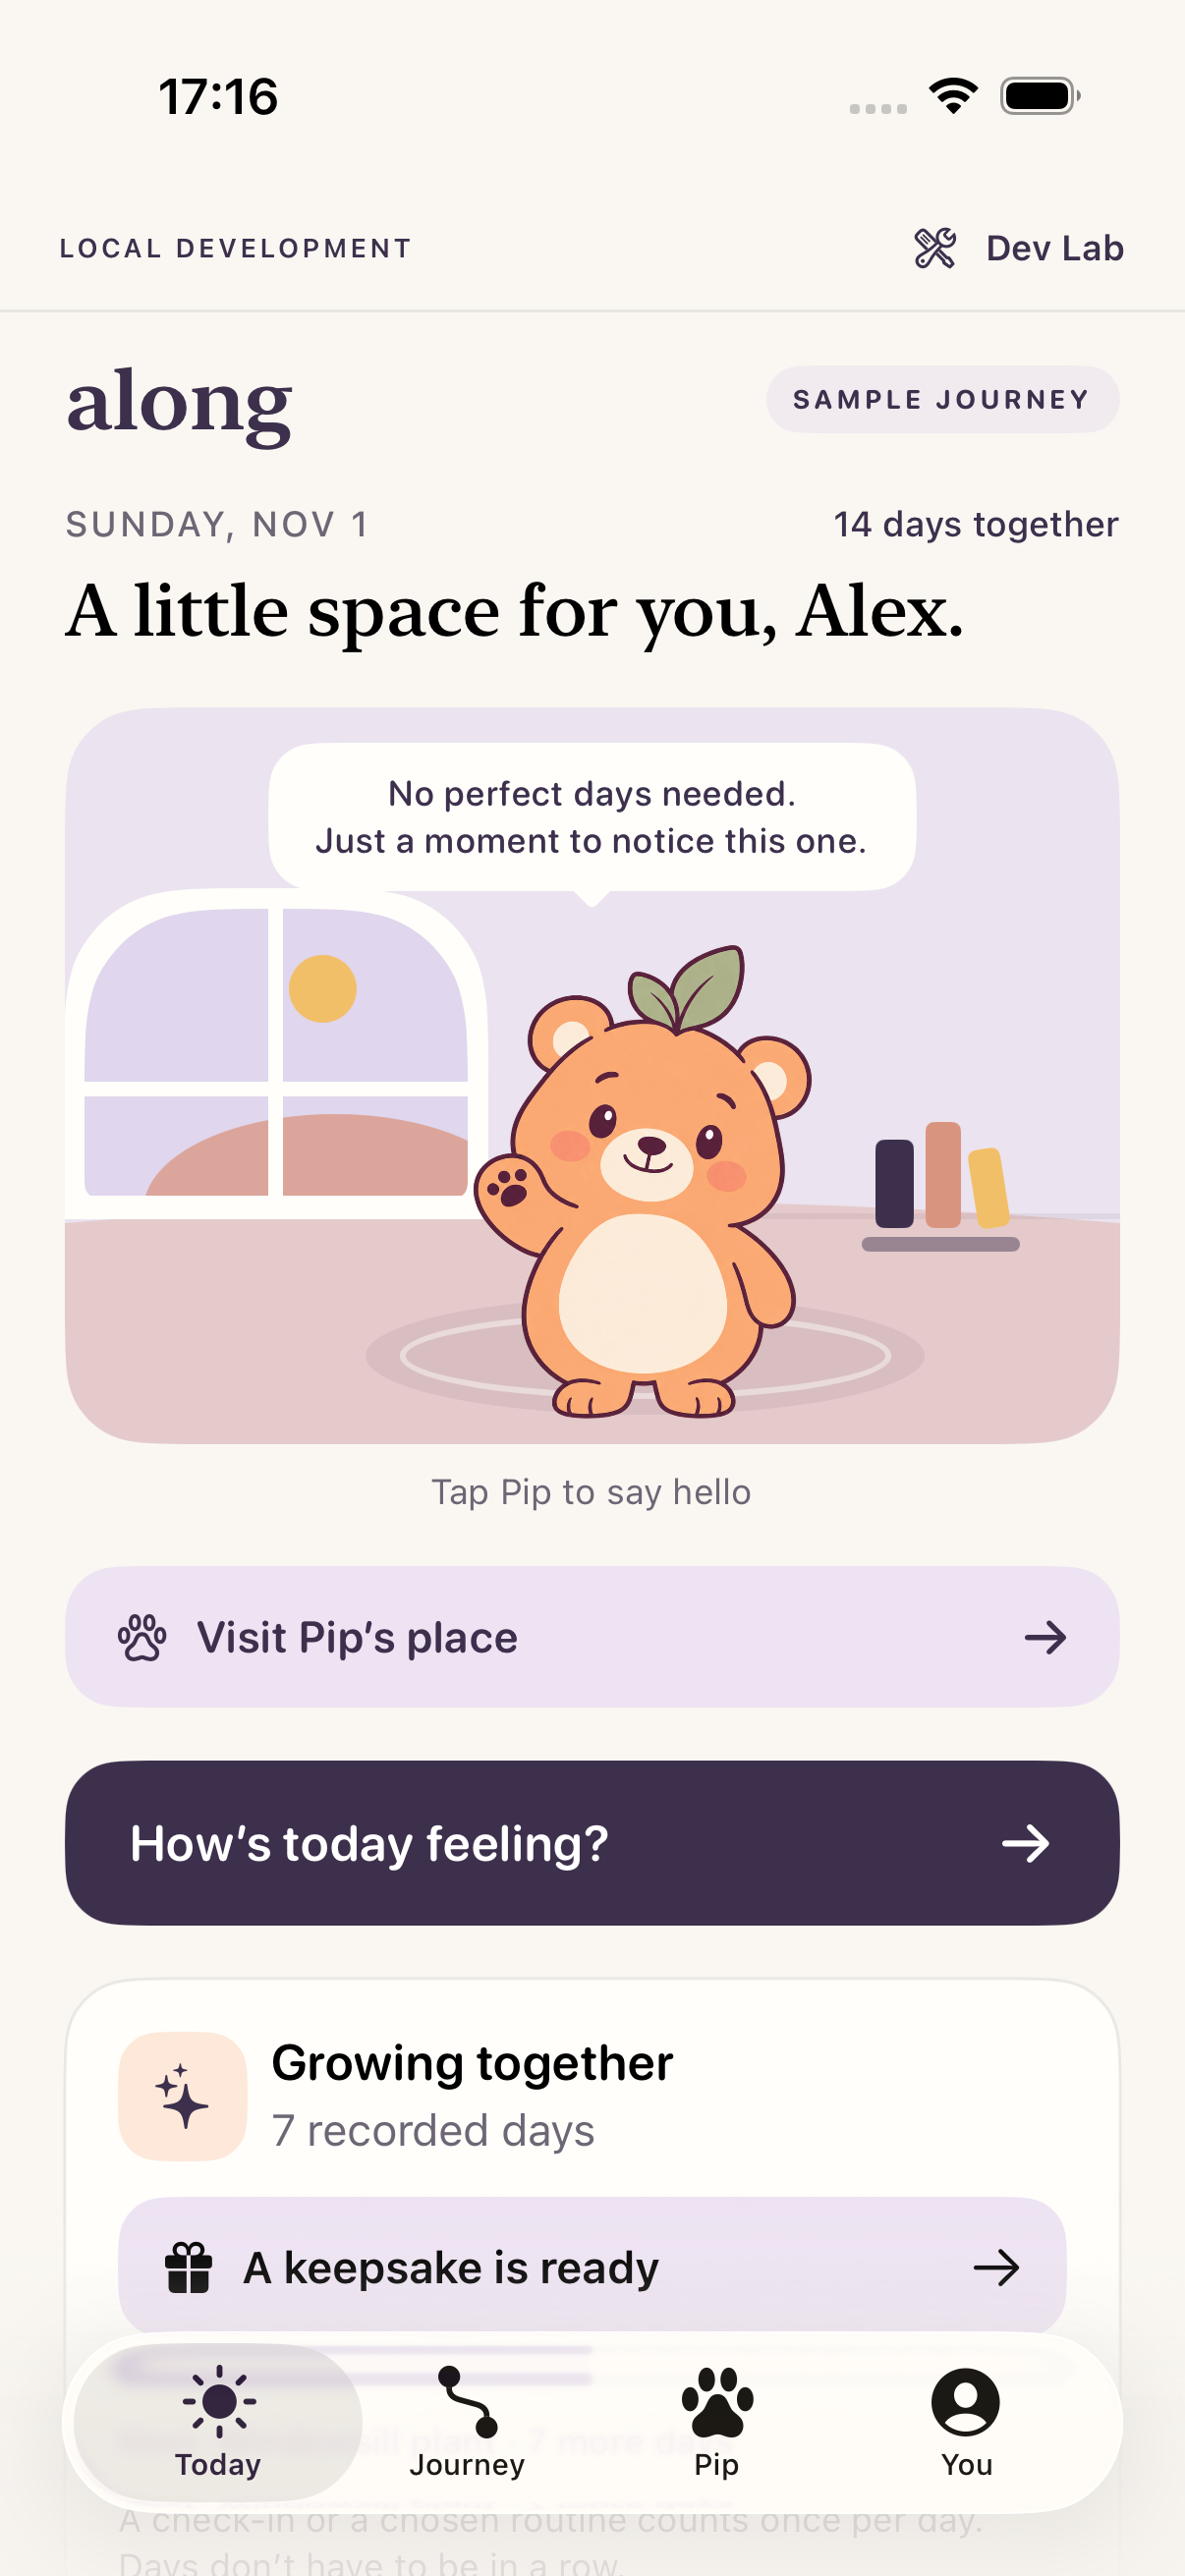 17:16
LOCAL DEVELOPMENT
Dev Lab
along
SAMPLE JOURNEY
SUNDAY, NOV 1
14 days together
A little space for you, Alex.
No perfect days needed.
Just a moment to notice this one.
Tap Pip to say hello
Visit Pip's place
How's today feeling?
Growing together
7 recorded days
A keepsake is ready
7 more days
Today
Journey
Pip
You
A check-in or a chosen routine counts once per day.
Days don't have to be in a row.